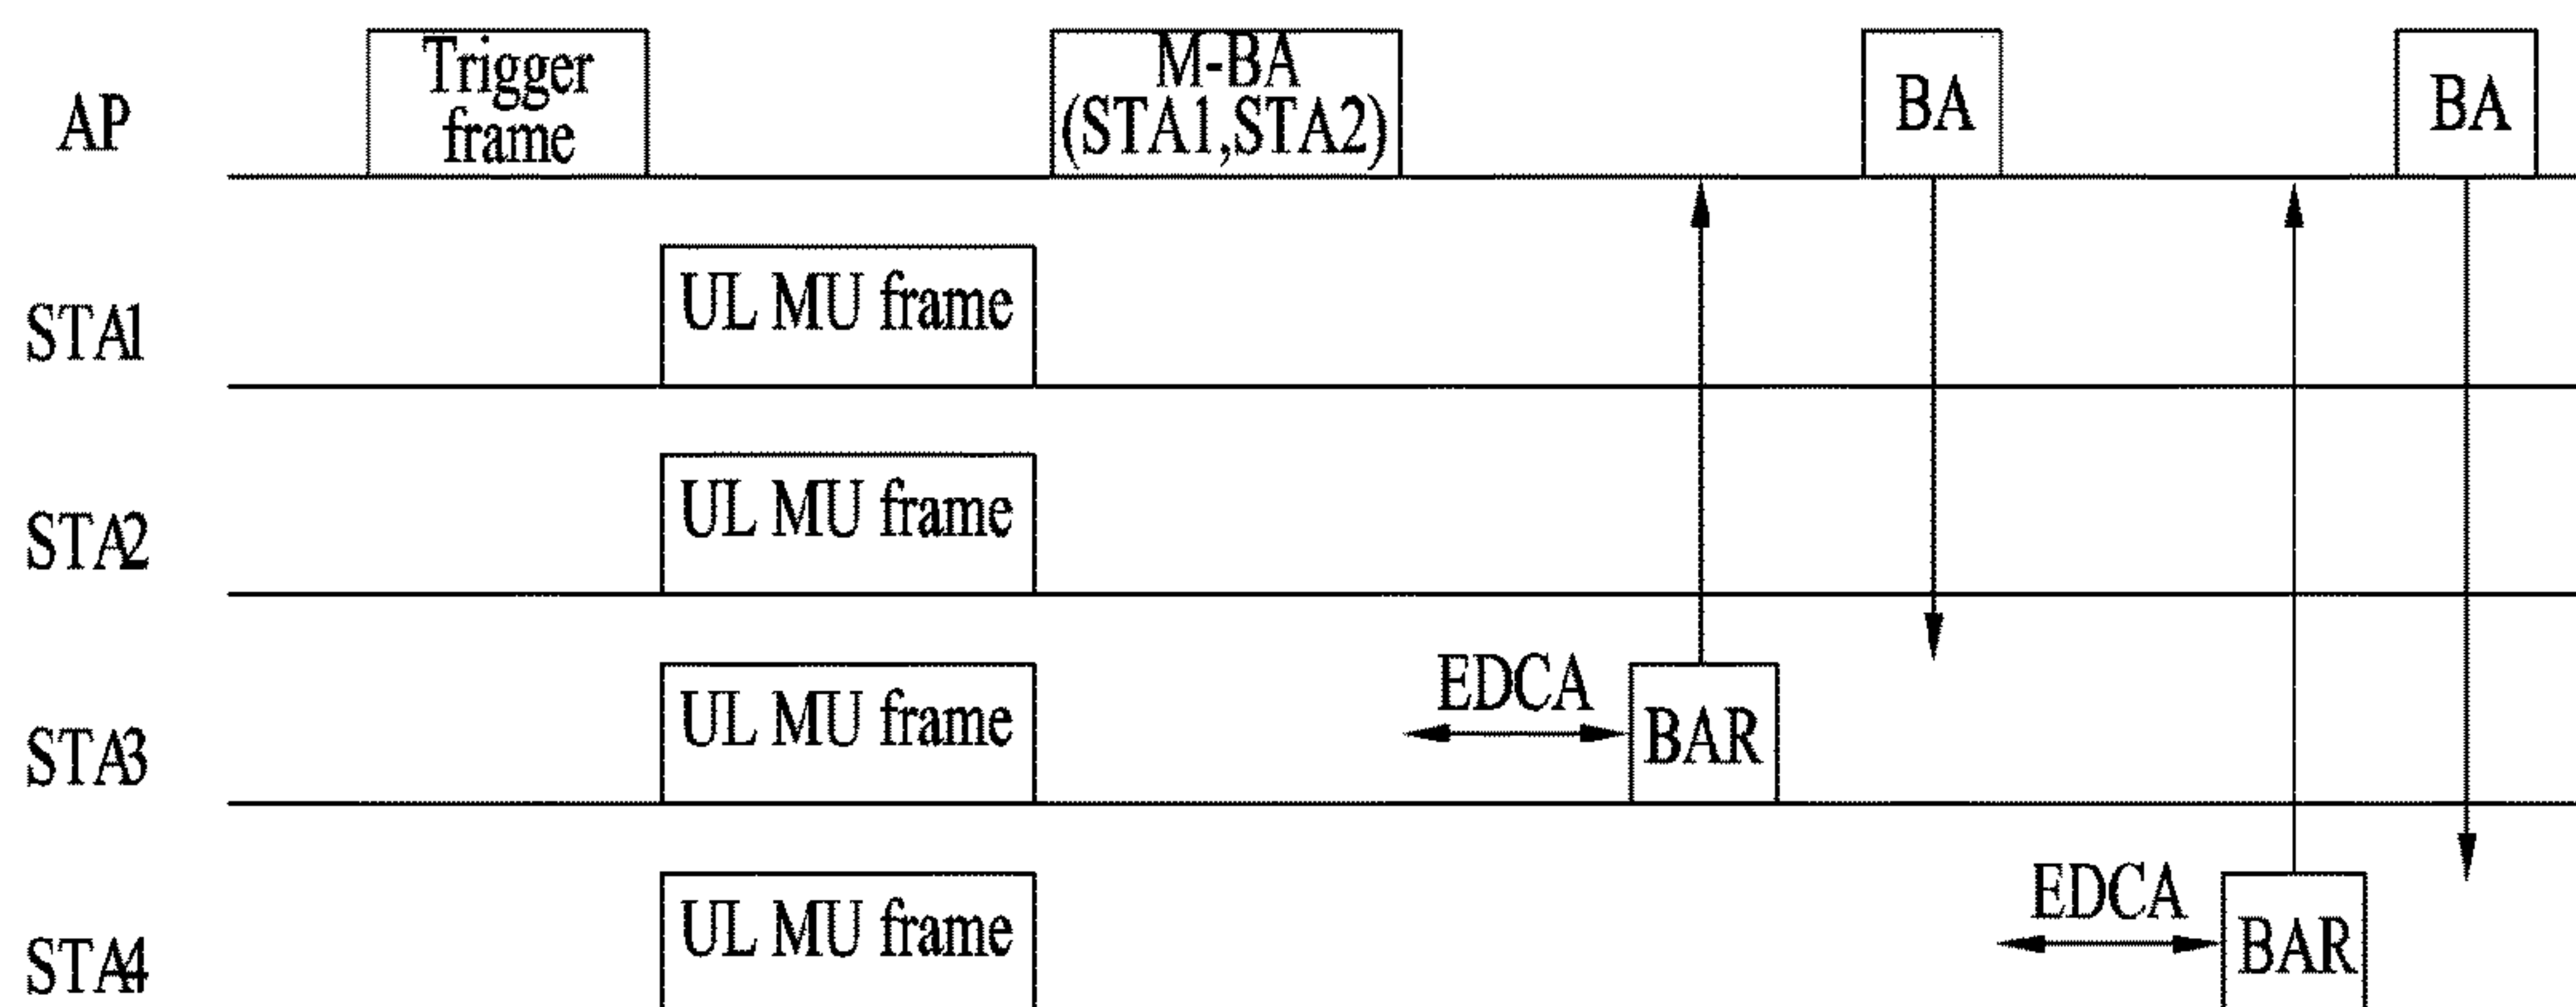 AP
Trigger
frame
M-BA
(STA1,STA2)
BA
BA
STA1
UL MU frame
STA2
UL MU frame
STA3
UL MU frame
EDCA
BAR
STA4
UL MU frame
EDCA
BAR